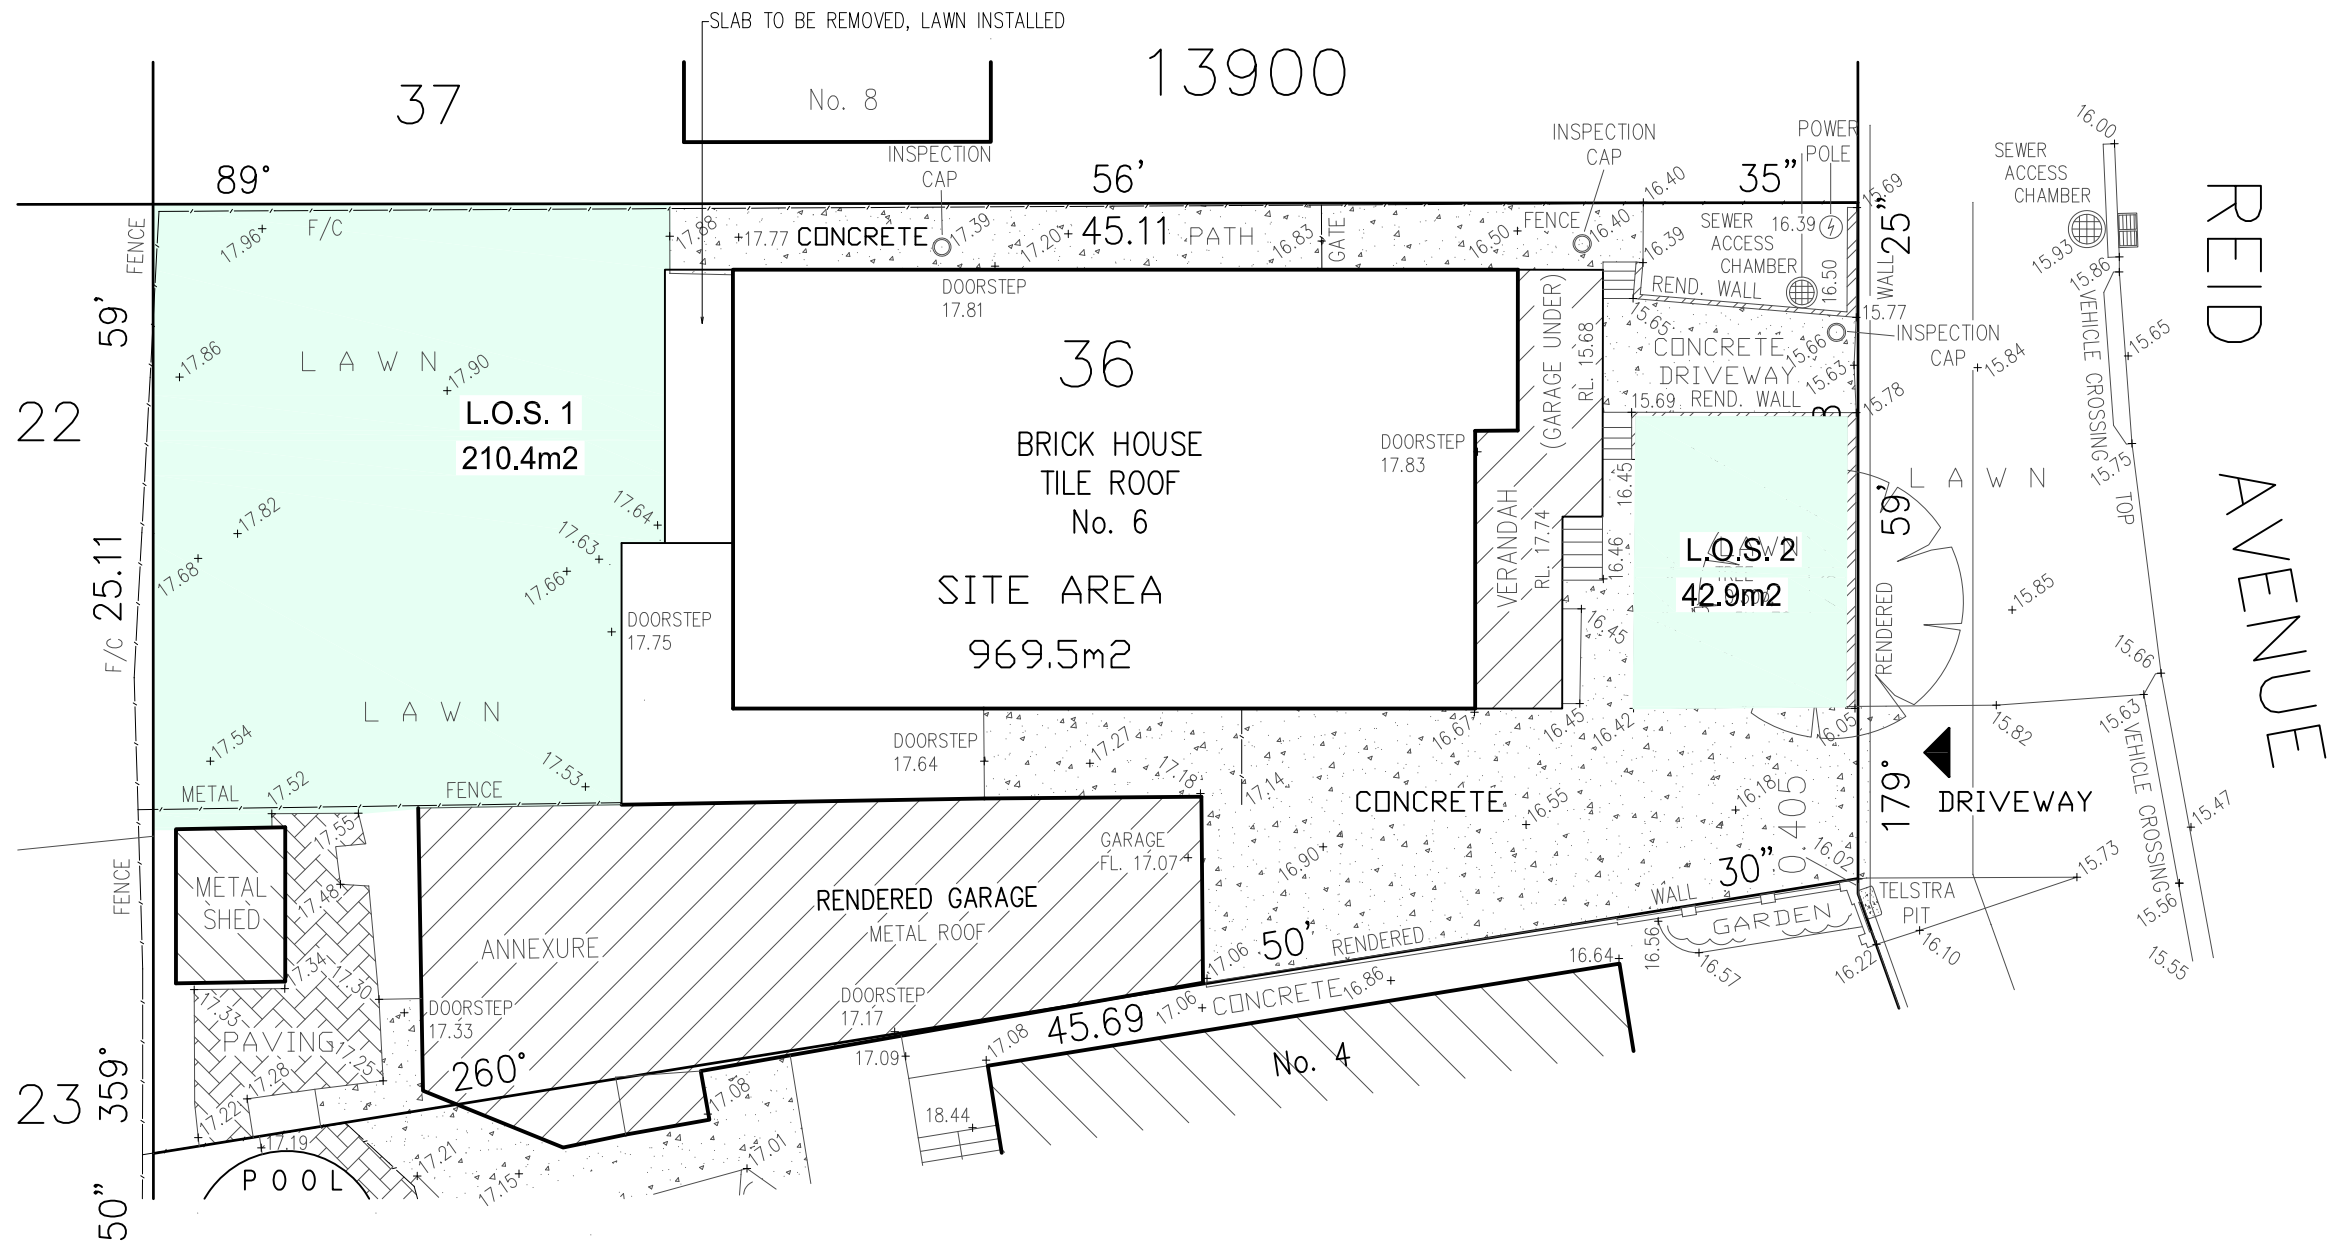 SLAB TO BE REMOVED, LAWN INSTALLED
13900
37
No. 8
INSPECTION
CAP
INSPECTION
CAP
POWER
POLE
16.00
SEWER
ACCESS
CHAMBER
89°
56'
35"
16.40
15.69
REID
AVENUE
FENCE
17.96
F/C
17.88
17.77
CONCRETE
17.39
17.20
45.11
PATH
16.83
GATE
16.50
FENCE
16.40
16.39
SEWER
ACCESS
CHAMBER
16.39
16.50
25"
WALL
15.93
15.86
REND. WALL
DOORSTEP
17.81
15.77
59'
(GARAGE UNDER)
RL. 15.68
15.65
INSPECTION
CAP
CONCRETE
DRIVEWAY
15.66
15.63
REND. WALL
15.69
15.78
15.84
15.65
VEHICLE CROSSING
LAWN
17.86
17.90
36
22
L.O.S. 1
210.4m2
BRICK HOUSE
TILE ROOF
No. 6
DOORSTEP
17.83
16.45
LAWN
15.75
TOP
17.82
17.64
17.63
17.68
17.66
25.11
F/C
VERANDAH
RL. 17.74
16.46
L.O.S. 2
42.9m2
59'
SITE AREA
969.5m2
DOORSTEP
17.75
16.45
RENDERED
15.85
15.66
LAWN
17.54
17.52
17.53
METAL
FENCE
DOORSTEP
17.64
17.27
17.18
17.14
16.67
16.45
16.42
16.05
15.82
15.63
VEHICLE CROSSING
CONCRETE
16.55
16.18
0.405
179°
DRIVEWAY
15.47
17.55
GARAGE
FL. 17.07
16.90
30"
16.02
15.73
FENCE
METAL
SHED
17.48
RENDERED GARAGE
METAL ROOF
ANNEXURE
WALL
GARDEN
TELSTRA
PIT
15.56
17.34
17.30
50'
RENDERED
17.06
16.64
16.56
16.57
16.22
16.10
15.55
17.33
DOORSTEP
17.33
DOORSTEP
17.17
17.06
CONCRETE
16.86
PAVING
17.25
45.69
17.08
17.09
No. 4
260°
17.28
17.08
23
359°
17.22
17.19
18.44
17.21
17.01
17.15
POOL
50"